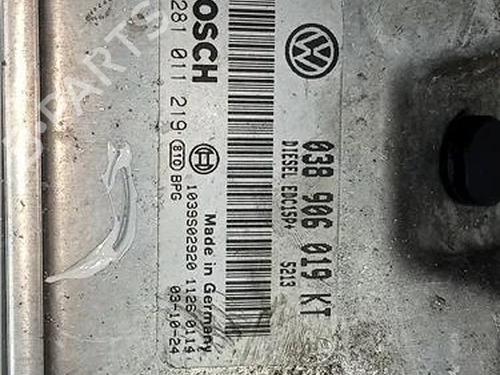 BOSCH
281 011 219
810 BPG
1039S02920 1126 0114
Made in Germany
03-10-24
038 906 019 KT
DIESEL EDC15P+ 5213